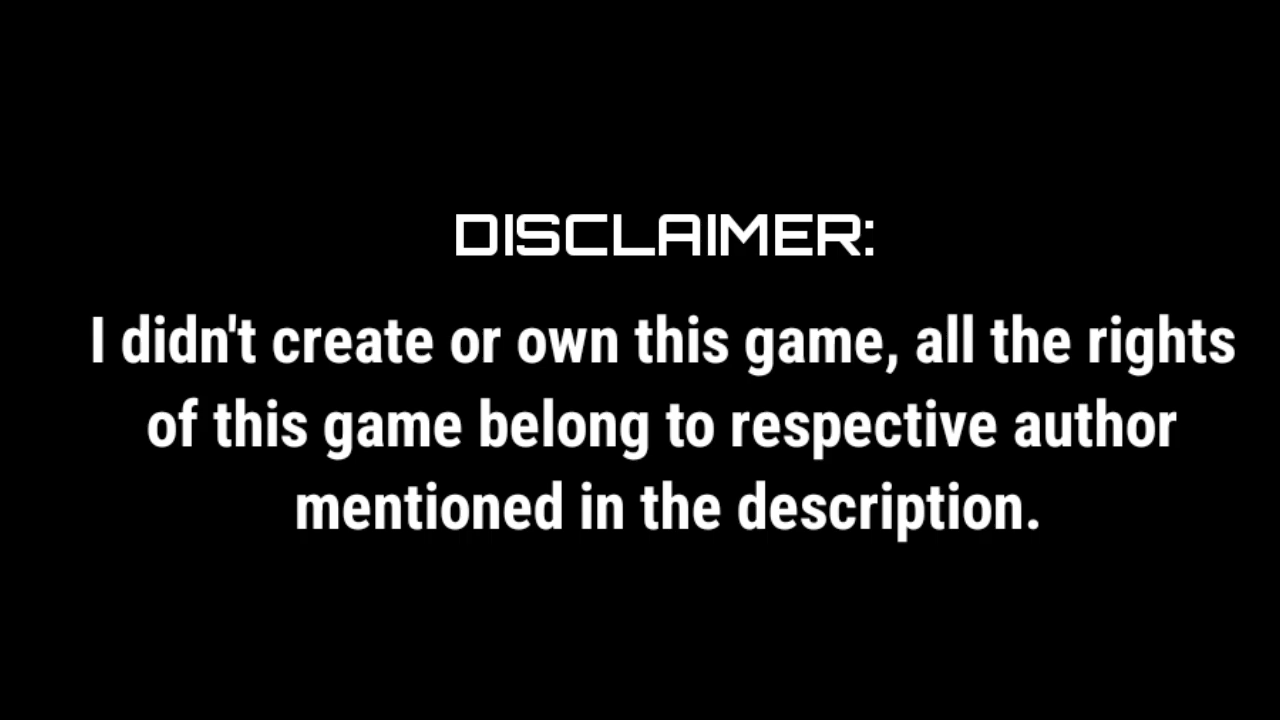 DISCLAIMER:
I didn't create or own this game, all the rights
of this game belong to respective author
mentioned in the description.